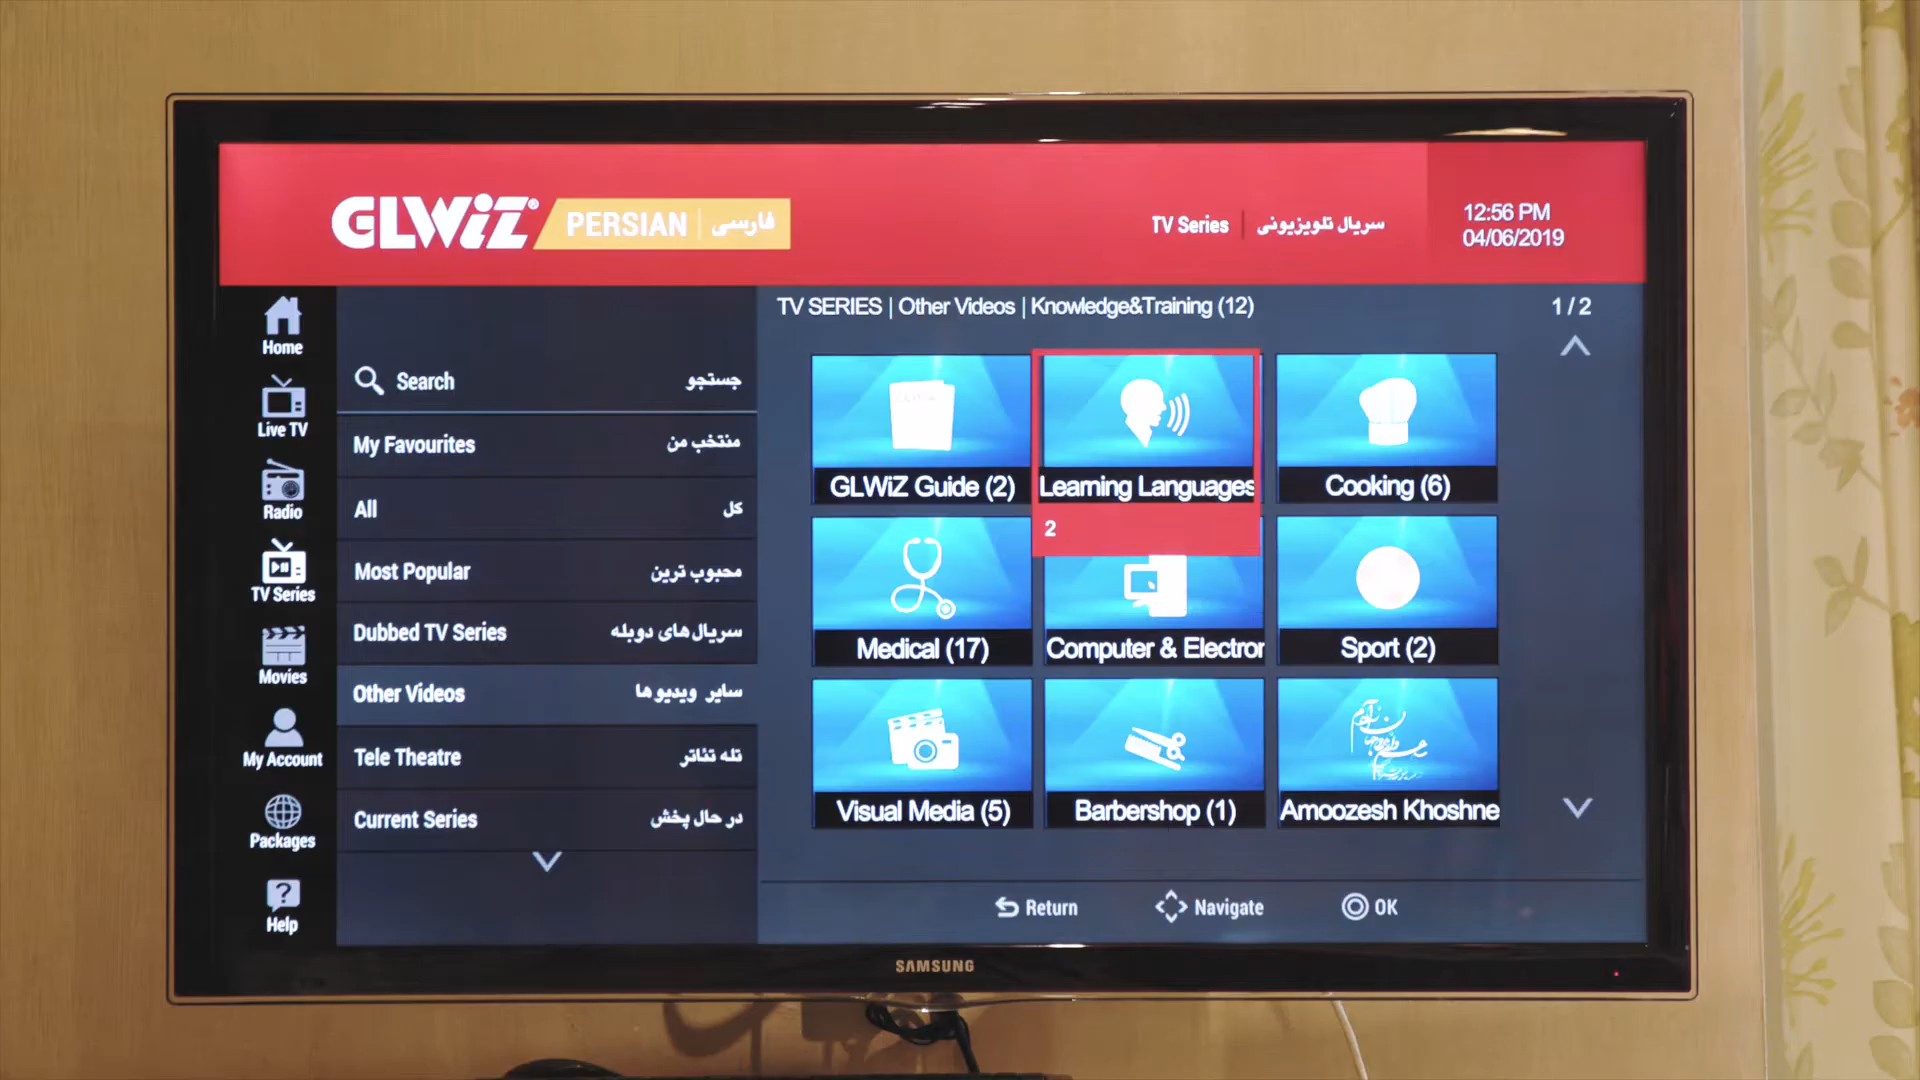 GLWiZ® PERSIAN | فارسی
TV Series | سریال تلویزیونی
12:56 PM
04/06/2019
Home
Live TV
Radio
TV Series
Movies
My Account
Packages
Help
Search جستجو
My Favourites منتخب من
All کل
Most Popular محبوب ترین
Dubbed TV Series سریال های دوبله
Other Videos سایر ویدیو ها
Tele Theatre تله تئاتر
Current Series در حال پخش
TV SERIES | Other Videos | Knowledge&Training (12)
1 / 2
GLWiZ Guide (2)
Learning Languages
2
Cooking (6)
Medical (17)
Computer & Electror
Sport (2)
Visual Media (5)
Barbershop (1)
Amoozesh Khoshne
Return
Navigate
OK
SAMSUNG